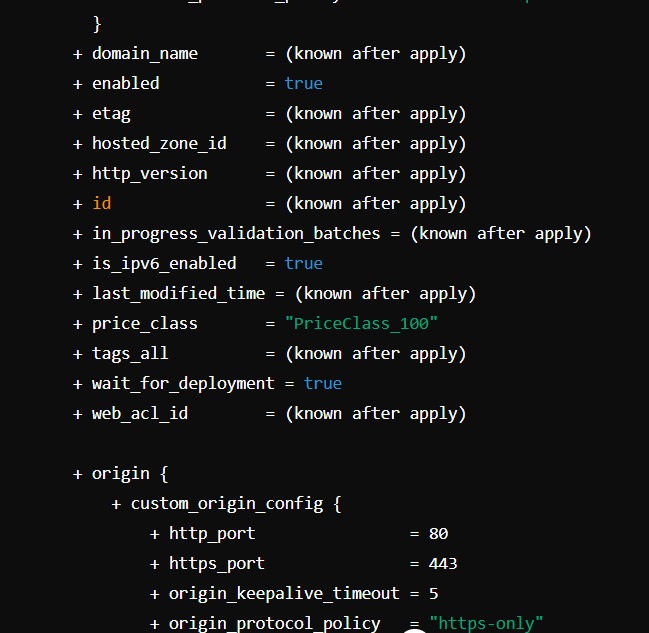 }
+ domain_name       = (known after apply)
+ enabled           = true
+ etag              = (known after apply)
+ hosted_zone_id    = (known after apply)
+ http_version      = (known after apply)
+ id                = (known after apply)
+ in_progress_validation_batches = (known after apply)
+ is_ipv6_enabled   = true
+ last_modified_time = (known after apply)
+ price_class       = "PriceClass_100"
+ tags_all          = (known after apply)
+ wait_for_deployment = true
+ web_acl_id        = (known after apply)
+ origin {
+ custom_origin_config {
+ http_port                = 80
+ https_port               = 443
+ origin_keepalive_timeout = 5
+ origin_protocol_policy   = "https-only"